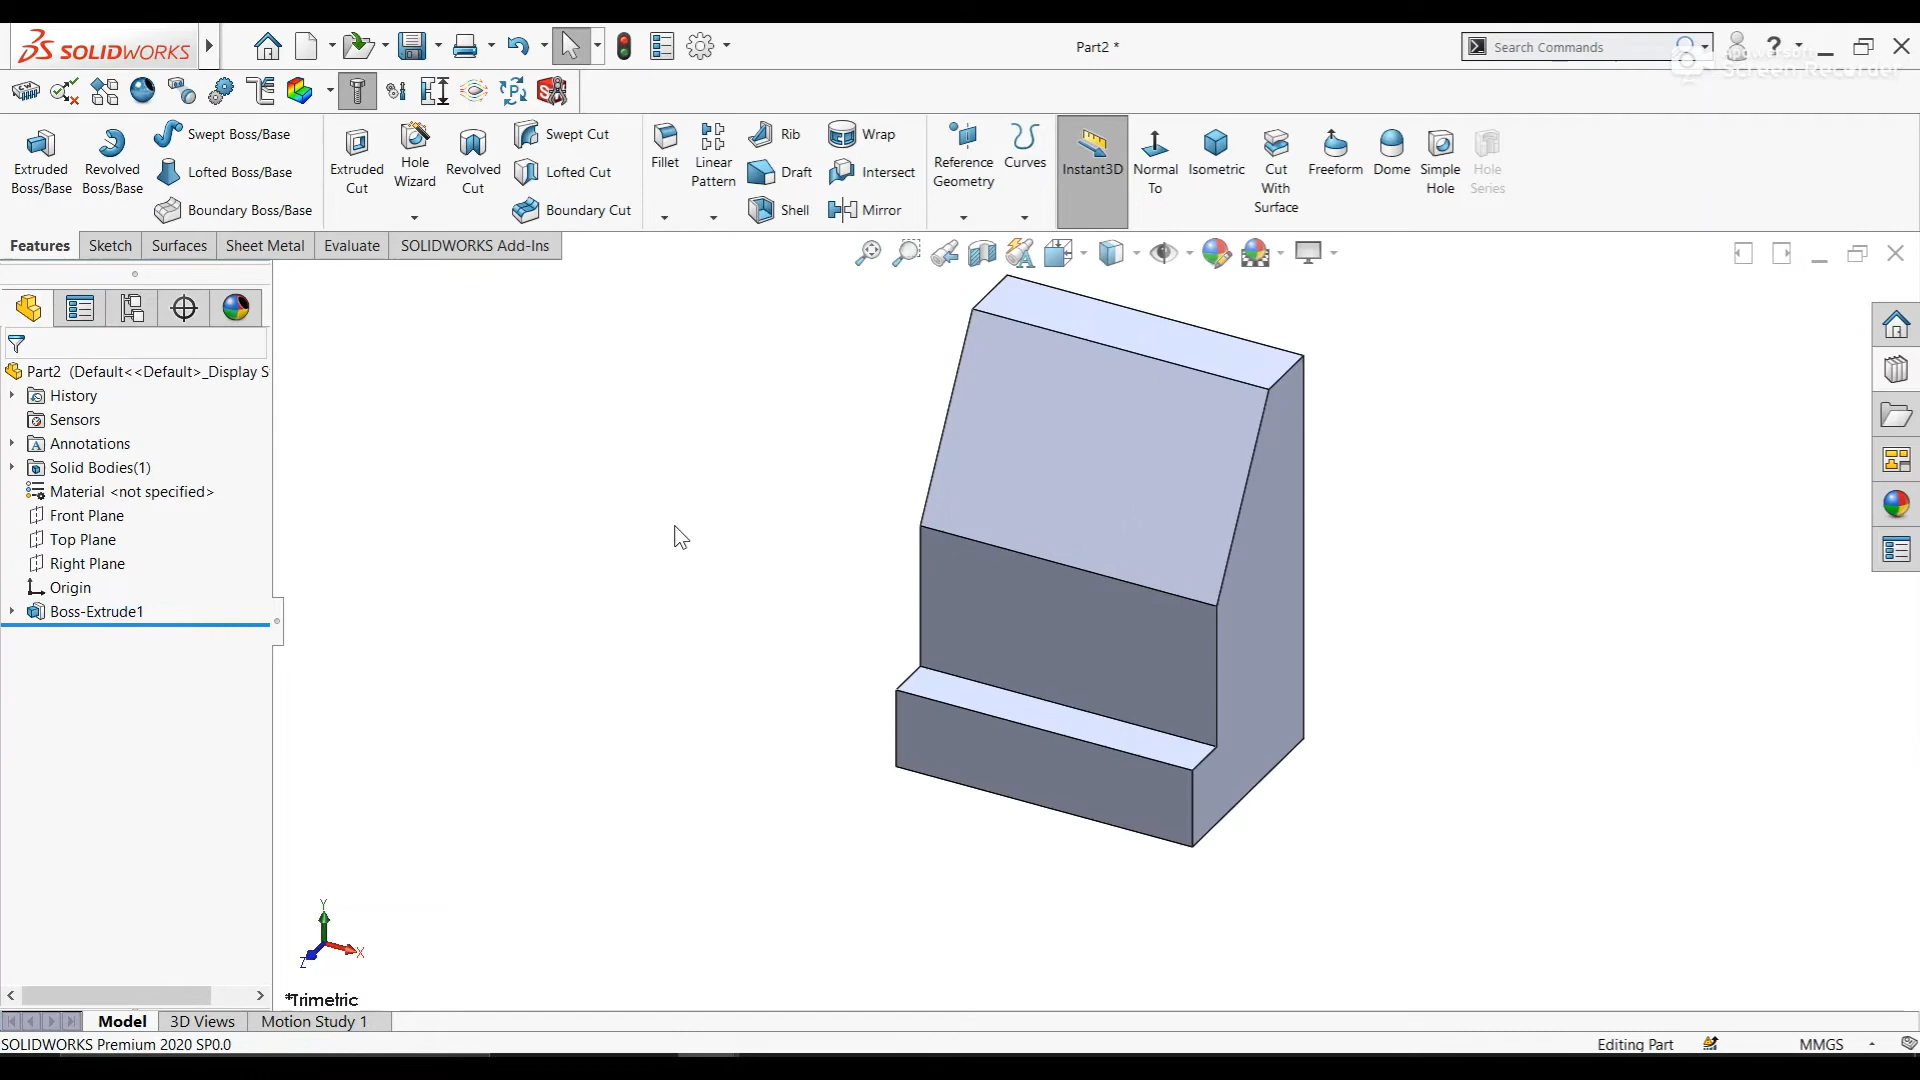 SOLIDWORKS
Part2 *
Search Commands
Screen Recorder
Extruded Boss/Base
Revolved Boss/Base
Swept Boss/Base
Lofted Boss/Base
Boundary Boss/Base
Extruded Cut
Hole Wizard
Revolved Cut
Swept Cut
Lofted Cut
Boundary Cut
Fillet
Linear Pattern
Rib
Draft
Shell
Wrap
Intersect
Mirror
Reference Geometry
Curves
Instant3D
Normal To
Isometric
Cut With Surface
Freeform
Dome
Simple Hole
Hole Series
Features
Sketch
Surfaces
Sheet Metal
Evaluate
SOLIDWORKS Add-Ins
Part2 (Default<<Default>_Display S
History
Sensors
Annotations
Solid Bodies(1)
Material <not specified>
Front Plane
Top Plane
Right Plane
Origin
Boss-Extrude1
Y
X
Z
*Trimetric
Model
3D Views
Motion Study 1
SOLIDWORKS Premium 2020 SP0.0
Editing Part
MMGS